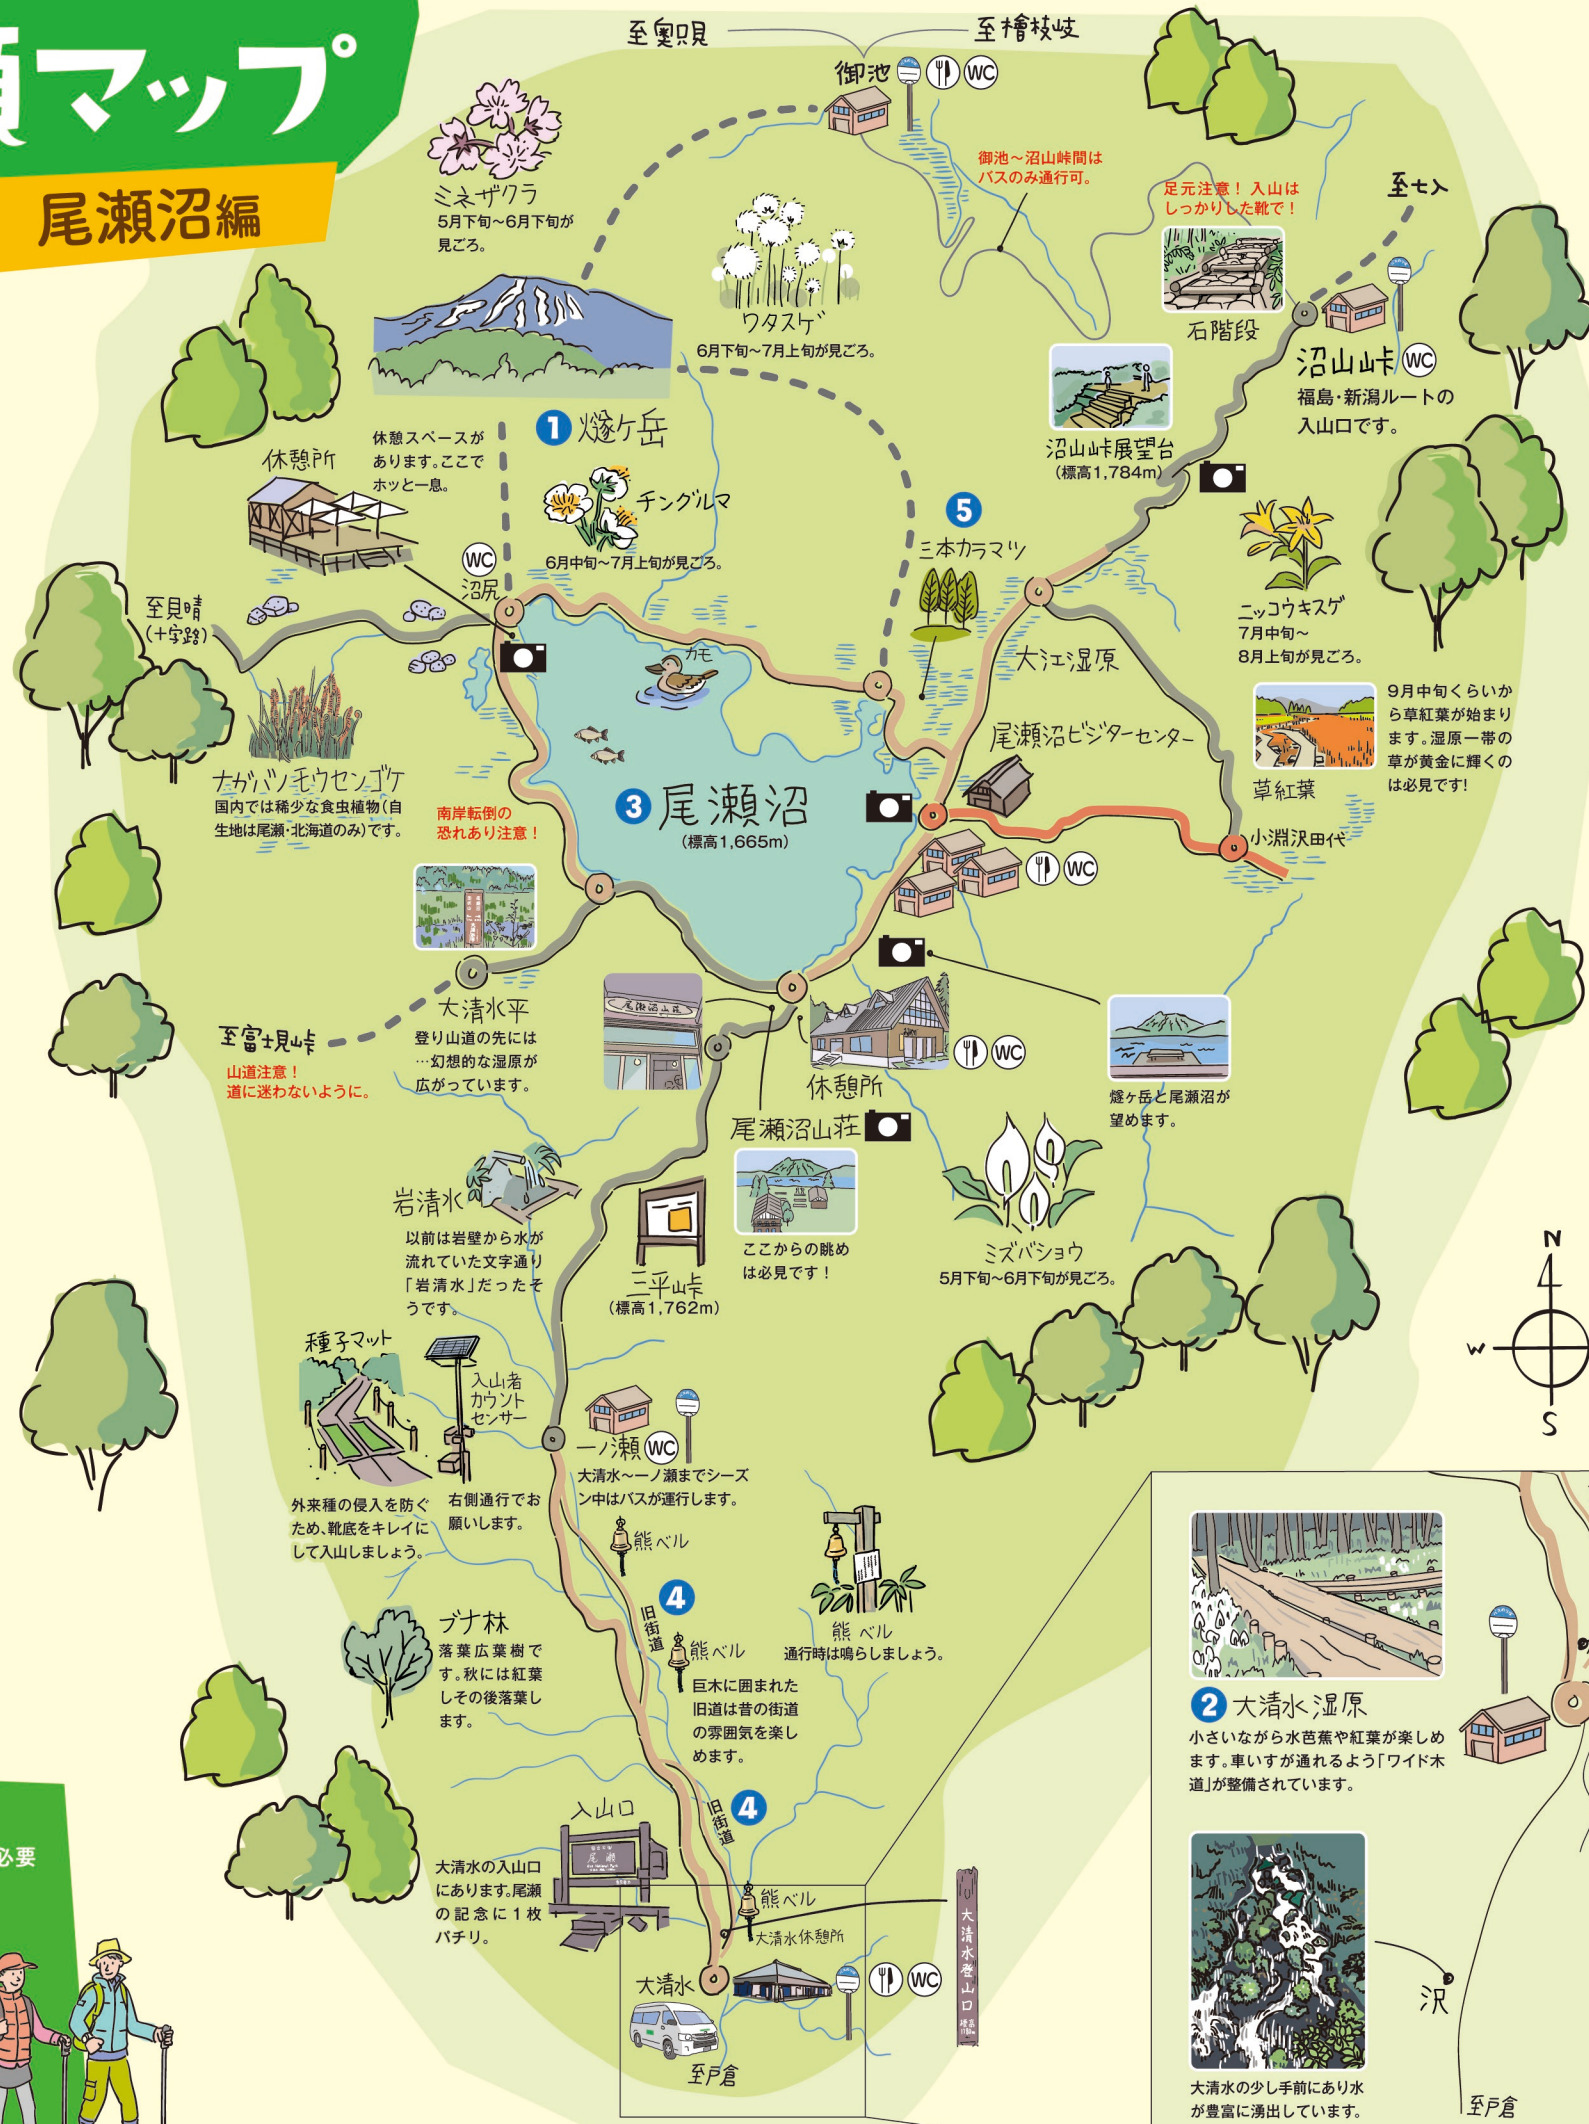 瀬マップ
尾瀬沼編
至奥只見
至檜枝岐
御池
WC
御池～沼山峠間は
バスのみ通行可。
足元注意！入山は
しっかりした靴で！
至七入
石階段
沼山峠
WC
福島・新潟ルートの
入山口です。
ミネザクラ
5月下旬～6月下旬が
見ごろ。
ワタスゲ
6月下旬～7月上旬が見ごろ。
沼山峠展望台
(標高1,784m)
1 燧ケ岳
休憩所
休憩スペースが
あります。ここで
ホッと一息。
チングルマ
6月中旬～7月上旬が見ごろ。
5
三本カラマツ
ニッコウキスゲ
7月中旬～
8月上旬が見ごろ。
WC
沼尻
至見晴
(十字路)
カモ
大江湿原
尾瀬沼ビジターセンター
9月中旬くらいか
ら草紅葉が始まり
ます。湿原一帯の
草が黄金に輝くの
は必見です!
草紅葉
ナガバノモウセンゴケ
国内では稀少な食虫植物(自
生地は尾瀬・北海道のみ)です。
南岸転倒の
恐れあり注意！
3 尾瀬沼
(標高1,665m)
小淵沢田代
WC
大清水平
登り山道の先には
…幻想的な湿原が
広がっています。
至富士見峠
山道注意！
道に迷わないように。
尾瀬沼山荘
休憩所
WC
尾瀬沼山荘
ここからの眺め
は必見です！
燧ヶ岳と尾瀬沼が
望めます。
岩清水
以前は岩壁から水が
流れていた文字通り
「岩清水」だったそ
うです。
三平峠
(標高1,762m)
ミズバショウ
5月下旬～6月下旬が見ごろ。
N
W
S
種子マット
外来種の侵入を防ぐ
ため、靴底をキレイに
して入山しましょう。
入山者
カウント
センサー
右側通行でお
願いします。
一ノ瀬
WC
大清水～一ノ瀬までシーズ
ン中はバスが運行します。
熊ベル
熊ベル
通行時は鳴らしましょう。
4
旧街道
熊ベル
巨木に囲まれた
旧道は昔の街道
の雰囲気を楽し
めます。
ブナ林
落葉広葉樹で
す。秋には紅葉
しその後落葉し
ます。
4
旧街道
入山口
尾瀬
大清水の入山口
にあります。尾瀬
の記念に1枚
パチリ。
熊ベル
大清水休憩所
大清水
WC
至戸倉
大清水登山口
2 大清水湿原
小さいながら水芭蕉や紅葉が楽しめ
ます。車いすが通れるよう「ワイド木
道」が整備されています。
沢
大清水の少し手前にあり水
が豊富に湧出しています。
至戸倉
必要